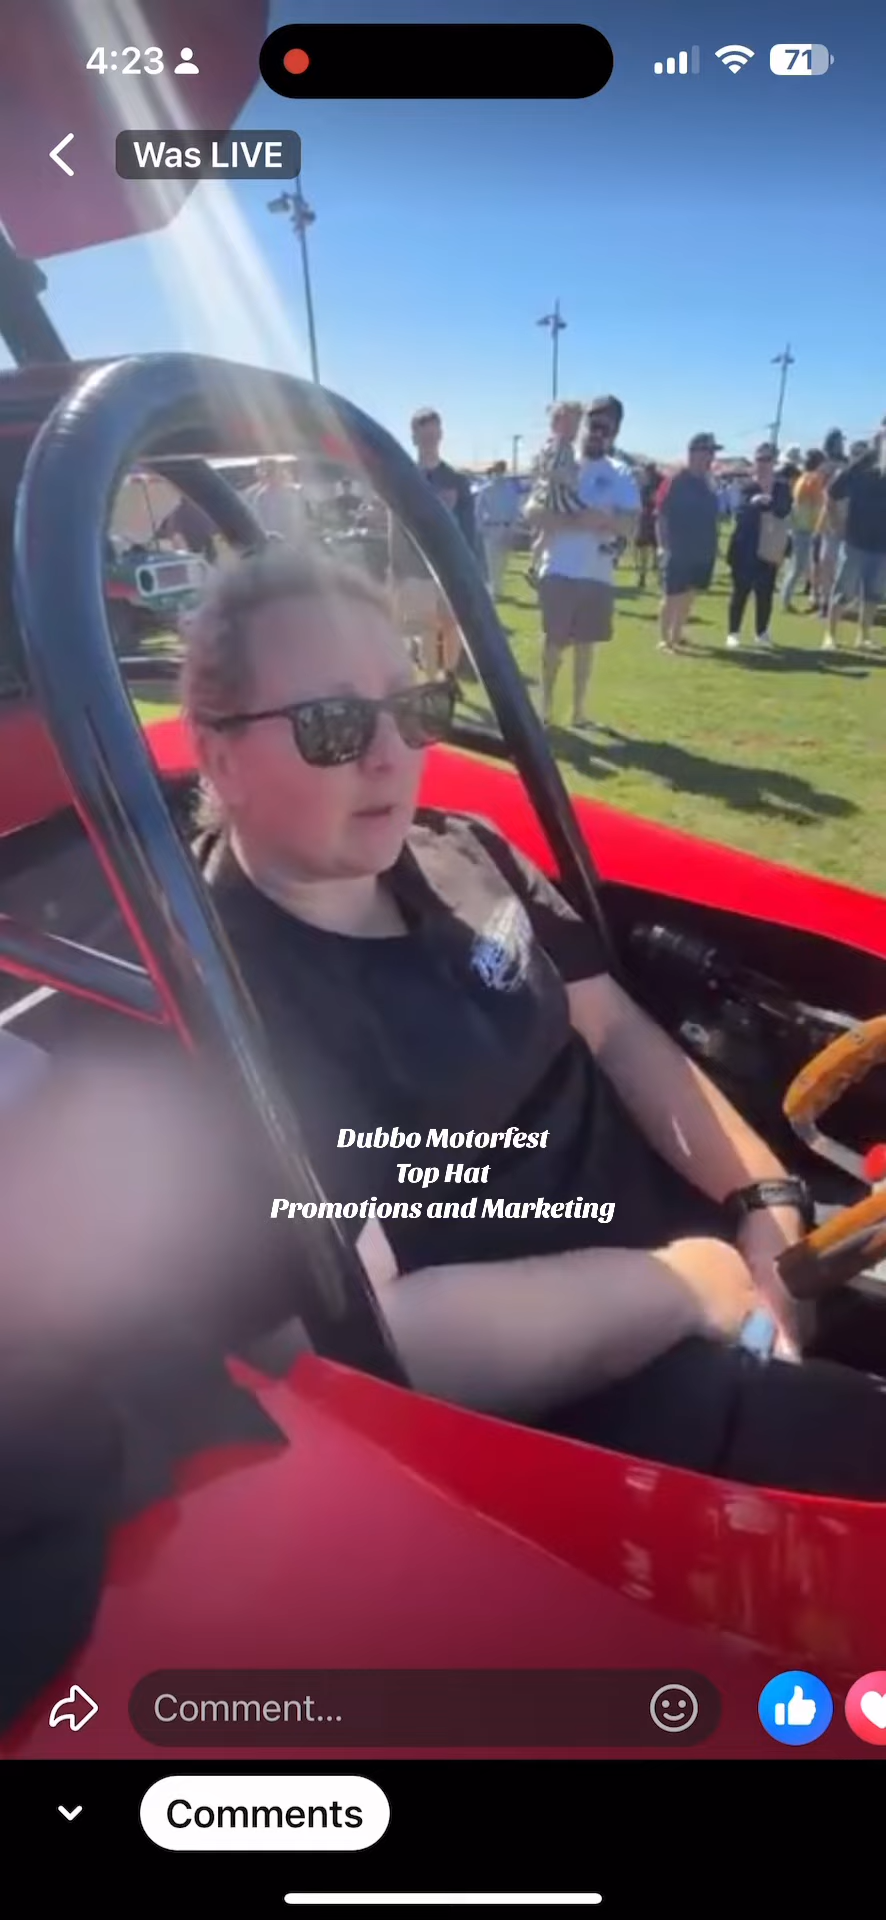 4:23
71
Was LIVE
Dubbo Motorfest
Top Hat
Promotions and Marketing
Comment...
Comments